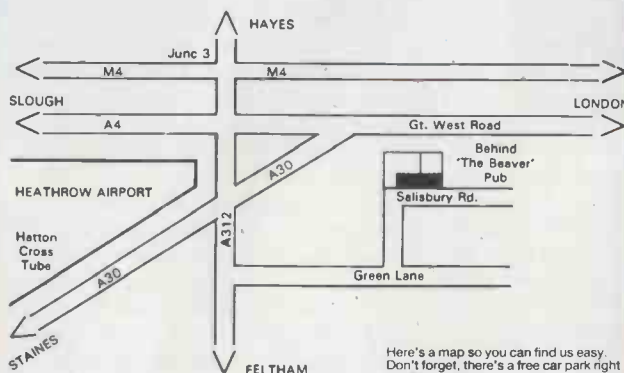 HAYES
Junc 3
M4
M4
SLOUGH
LONDON
A4
Gt. West Road
A30
Behind
'The Beaver'
Pub
HEATHROW AIRPORT
Salisbury Rd.
Hatton
Cross
Tube
A312
A30
Green Lane
STAINES
FELTHAM
Here's a map so you can find us easy.
Don't forget, there's a free car park right